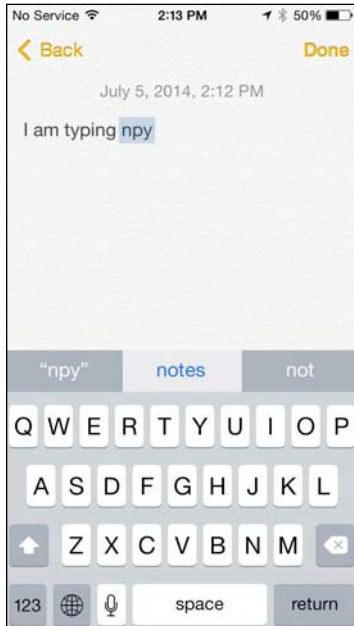 No Service 2:13 PM 50%
Back Done
July 5, 2014, 2:12 PM
I am typing npy
“npy” notes not
Q W E R T Y U I O P
A S D F G H J K L
Z X C V B N M
123 space return